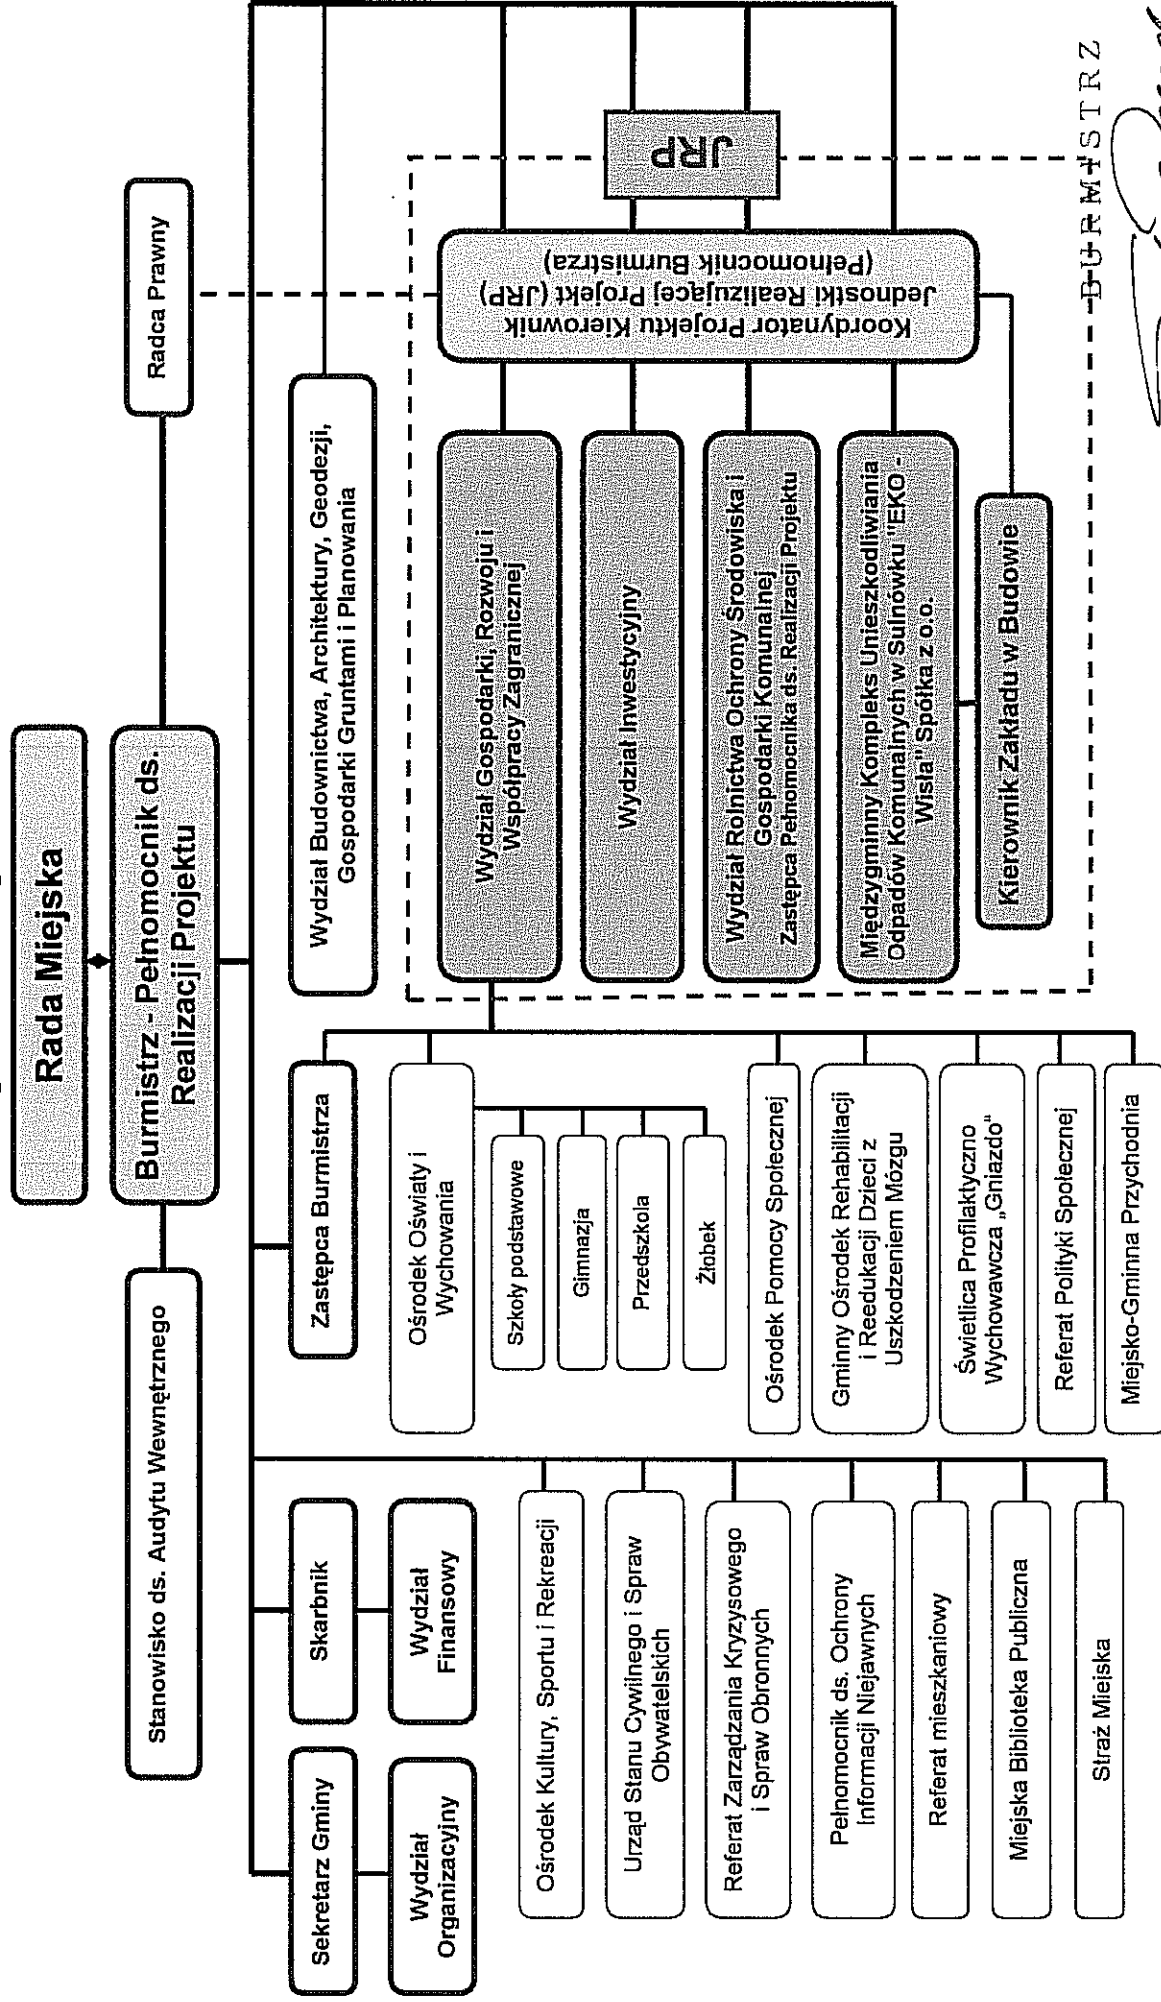 Rada Miejska
Burmistrz - Pełnomocnik ds.
Realizacji Projektu
Stanowisko ds. Audytu Wewnętrznego
Radca Prawny
Sekretarz Gminy
Skarbnik
Zastępca Burmistrza
Wydział Budownictwa, Architektury, Geodezji,
Gospodarki Gruntami i Planowania
Wydział
Organizacyjny
Wydział
Finansowy
Ośrodek Kultury, Sportu i Rekreacji
Urząd Stanu Cywilnego i Spraw
Obywatelskich
Referat Zarządzania Kryzysowego
i Spraw Obronnych
Pełnomocnik ds. Ochrony
Informacji Niejawnych
Referat mieszkaniowy
Miejska Biblioteka Publiczna
Straż Miejska
Ośrodek Oświaty i
Wychowania
Szkoły podstawowe
Gimnazja
Przedszkola
Żłobek
Ośrodek Pomocy Społecznej
Gminny Ośrodek Rehabilitacji
i Reedukacji Dzieci z
Uszkodzeniem Mózgu
Świetlica Profilaktyczno
Wychowawcza „Gniazdo"
Referat Polityki Społecznej
Miejsko-Gminna Przychodnia
Wydział Gospodarki, Rozwoju i
Współpracy Zagranicznej
Wydział Inwestycyjny
Wydział Rolnictwa Ochrony Środowiska i
Gospodarki Komunalnej
Zastępca Pełnomocnika ds. Realizacji Projektu
Międzygminny Kompleks Unieszkodliwiania
Odpadów Komunalnych w Sulnówku "EKO -
Wisła" Spółka z o.o.
Kierownik Zakładu w Budowie
Koordynator Projektu Kierownik
Jednostki Realizującej Projekt (JRP)
(Pełnomocnik Burmistrza)
JRP
BURMISTRZ